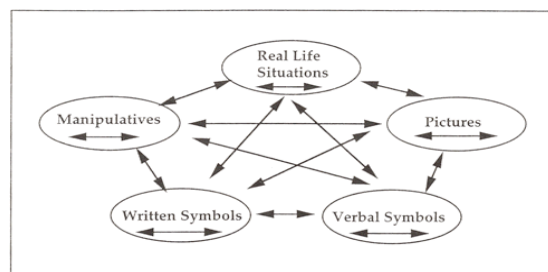 Real Life
Situations
Manipulatives
Pictures
Written Symbols
Verbal Symbols